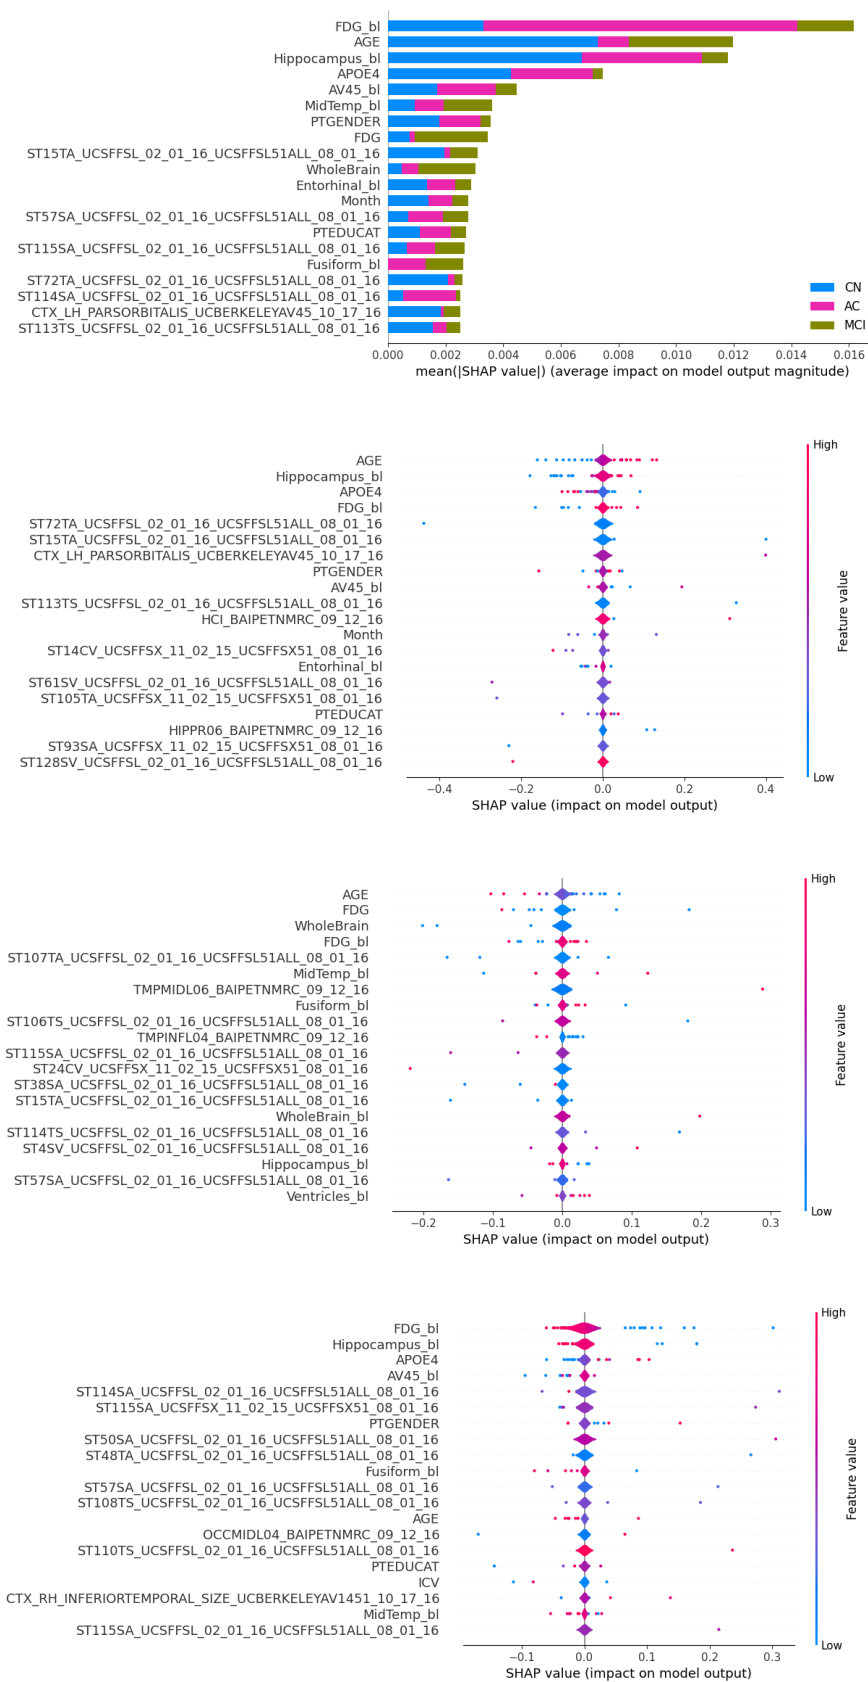 FDG_bl
AGE
Hippocampus_bl
APOE4
AV45_bl
MidTemp_bl
PTGENDER
FDG
ST15TA_UCSFFSL_02_01_16_UCSFFSL51ALL_08_01_16
WholeBrain
Entorhinal_bl
Month
ST57SA_UCSFFSL_02_01_16_UCSFFSL51ALL_08_01_16
PTEDUCAT
ST115SA_UCSFFSL_02_01_16_UCSFFSL51ALL_08_01_16
Fusiform_bl
ST72TA_UCSFFSL_02_01_16_UCSFFSL51ALL_08_01_16
ST114SA_UCSFFSL_02_01_16_UCSFFSL51ALL_08_01_16
CTX_LH_PARSORBITALIS_UCBERKELEYAV45_10_17_16
ST113TS_UCSFFSL_02_01_16_UCSFFSL51ALL_08_01_16
CN
AC
MCI
0.000 0.002 0.004 0.006 0.008 0.010 0.012 0.014 0.016
mean(|SHAP value|) (average impact on model output magnitude)
AGE
Hippocampus_bl
APOE4
FDG_bl
ST72TA_UCSFFSL_02_01_16_UCSFFSL51ALL_08_01_16
ST15TA_UCSFFSL_02_01_16_UCSFFSL51ALL_08_01_16
CTX_LH_PARSORBITALIS_UCBERKELEYAV45_10_17_16
PTGENDER
AV45_bl
ST113TS_UCSFFSL_02_01_16_UCSFFSL51ALL_08_01_16
HCI_BAIPETNMRC_09_12_16
Month
ST14CV_UCSFFSX_11_02_15_UCSFFSX51_08_01_16
Entorhinal_bl
ST61SV_UCSFFSL_02_01_16_UCSFFSL51ALL_08_01_16
ST105TA_UCSFFSX_11_02_15_UCSFFSX51_08_01_16
PTEDUCAT
HIPPR06_BAIPETNMRC_09_12_16
ST93SA_UCSFFSX_11_02_15_UCSFFSX51_08_01_16
ST128SV_UCSFFSL_02_01_16_UCSFFSL51ALL_08_01_16
−0.4 −0.2 0.0 0.2 0.4
SHAP value (impact on model output)
High
Feature value
Low
AGE
FDG
WholeBrain
FDG_bl
ST107TA_UCSFFSL_02_01_16_UCSFFSL51ALL_08_01_16
MidTemp_bl
TMPMIDL06_BAIPETNMRC_09_12_16
Fusiform_bl
ST106TS_UCSFFSL_02_01_16_UCSFFSL51ALL_08_01_16
TMPINFL04_BAIPETNMRC_09_12_16
ST115SA_UCSFFSL_02_01_16_UCSFFSL51ALL_08_01_16
ST24CV_UCSFFSX_11_02_15_UCSFFSX51_08_01_16
ST38SA_UCSFFSL_02_01_16_UCSFFSL51ALL_08_01_16
ST15TA_UCSFFSL_02_01_16_UCSFFSL51ALL_08_01_16
WholeBrain_bl
ST114TS_UCSFFSL_02_01_16_UCSFFSL51ALL_08_01_16
ST4SV_UCSFFSL_02_01_16_UCSFFSL51ALL_08_01_16
Hippocampus_bl
ST57SA_UCSFFSL_02_01_16_UCSFFSL51ALL_08_01_16
Ventricles_bl
−0.2 −0.1 0.0 0.1 0.2 0.3
SHAP value (impact on model output)
High
Feature value
Low
FDG_bl
Hippocampus_bl
APOE4
AV45_bl
ST114SA_UCSFFSL_02_01_16_UCSFFSL51ALL_08_01_16
ST115SA_UCSFFSX_11_02_15_UCSFFSX51_08_01_16
PTGENDER
ST50SA_UCSFFSL_02_01_16_UCSFFSL51ALL_08_01_16
ST48TA_UCSFFSL_02_01_16_UCSFFSL51ALL_08_01_16
Fusiform_bl
ST57SA_UCSFFSL_02_01_16_UCSFFSL51ALL_08_01_16
ST108TS_UCSFFSL_02_01_16_UCSFFSL51ALL_08_01_16
AGE
OCCMIDL04_BAIPETNMRC_09_12_16
ST110TS_UCSFFSL_02_01_16_UCSFFSL51ALL_08_01_16
PTEDUCAT
ICV
CTX_RH_INFERIORTEMPORAL_SIZE_UCBERKELEYAV1451_10_17_16
MidTemp_bl
ST115SA_UCSFFSL_02_01_16_UCSFFSL51ALL_08_01_16
−0.1 0.0 0.1 0.2 0.3
SHAP value (impact on model output)
High
Feature value
Low